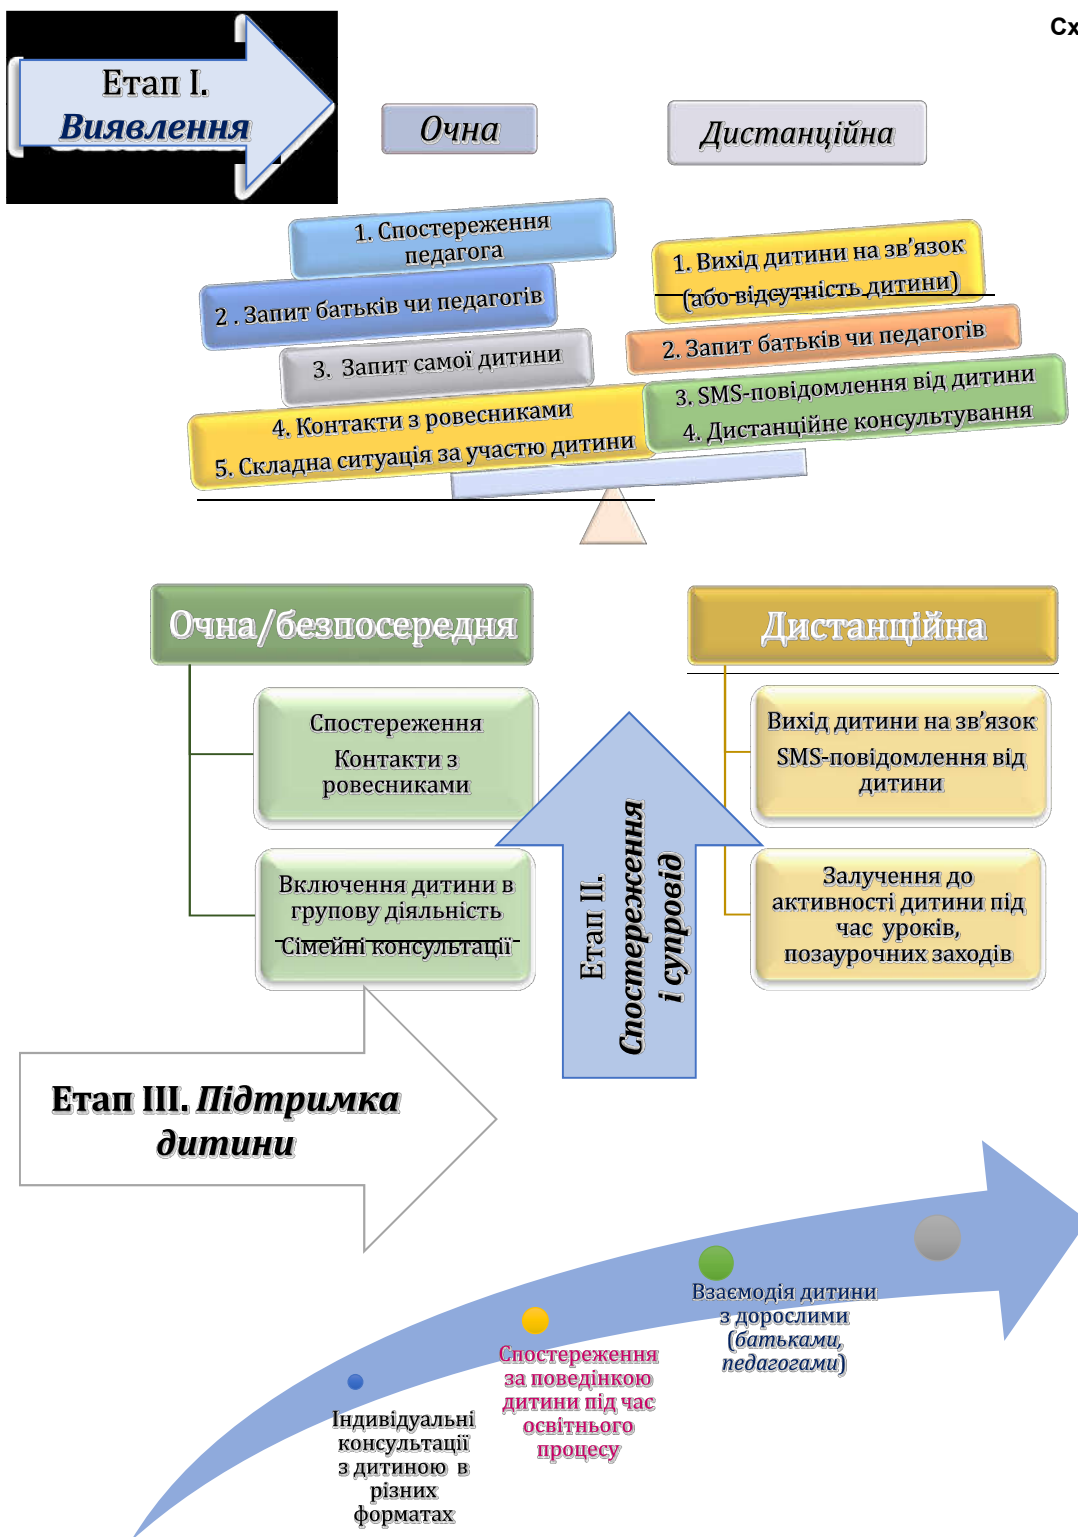 Сх
Етап I.
Виявлення
Очна
Дистанційна
1. Спостереження
педагога
2 . Запит батьків чи педагогів
3. Запит самої дитини
4. Контакти з ровесниками
5. Складна ситуація за участю дитини
1. Вихід дитини на зв’язок
(або відсутність дитини)
2. Запит батьків чи педагогів
3. SMS-повідомлення від дитини
4. Дистанційне консультування
Очна/безпосередня
Спостереження
Контакти з
ровесниками
Включення дитини в
групову діяльність
Сімейні консультації
Дистанційна
Вихід дитини на зв’язок
SMS-повідомлення від
дитини
Залучення до
активності дитини під
час уроків,
позаурочних заходів
Етап II.
Спостереження
і супровід
Етап III. Підтримка
дитини
Індивідуальні
консультації
з дитиною в
різних
форматах
Спостереження
за поведінкою
дитини під час
освітнього
процесу
Взаємодія дитини
з дорослими
(батьками,
педагогами)